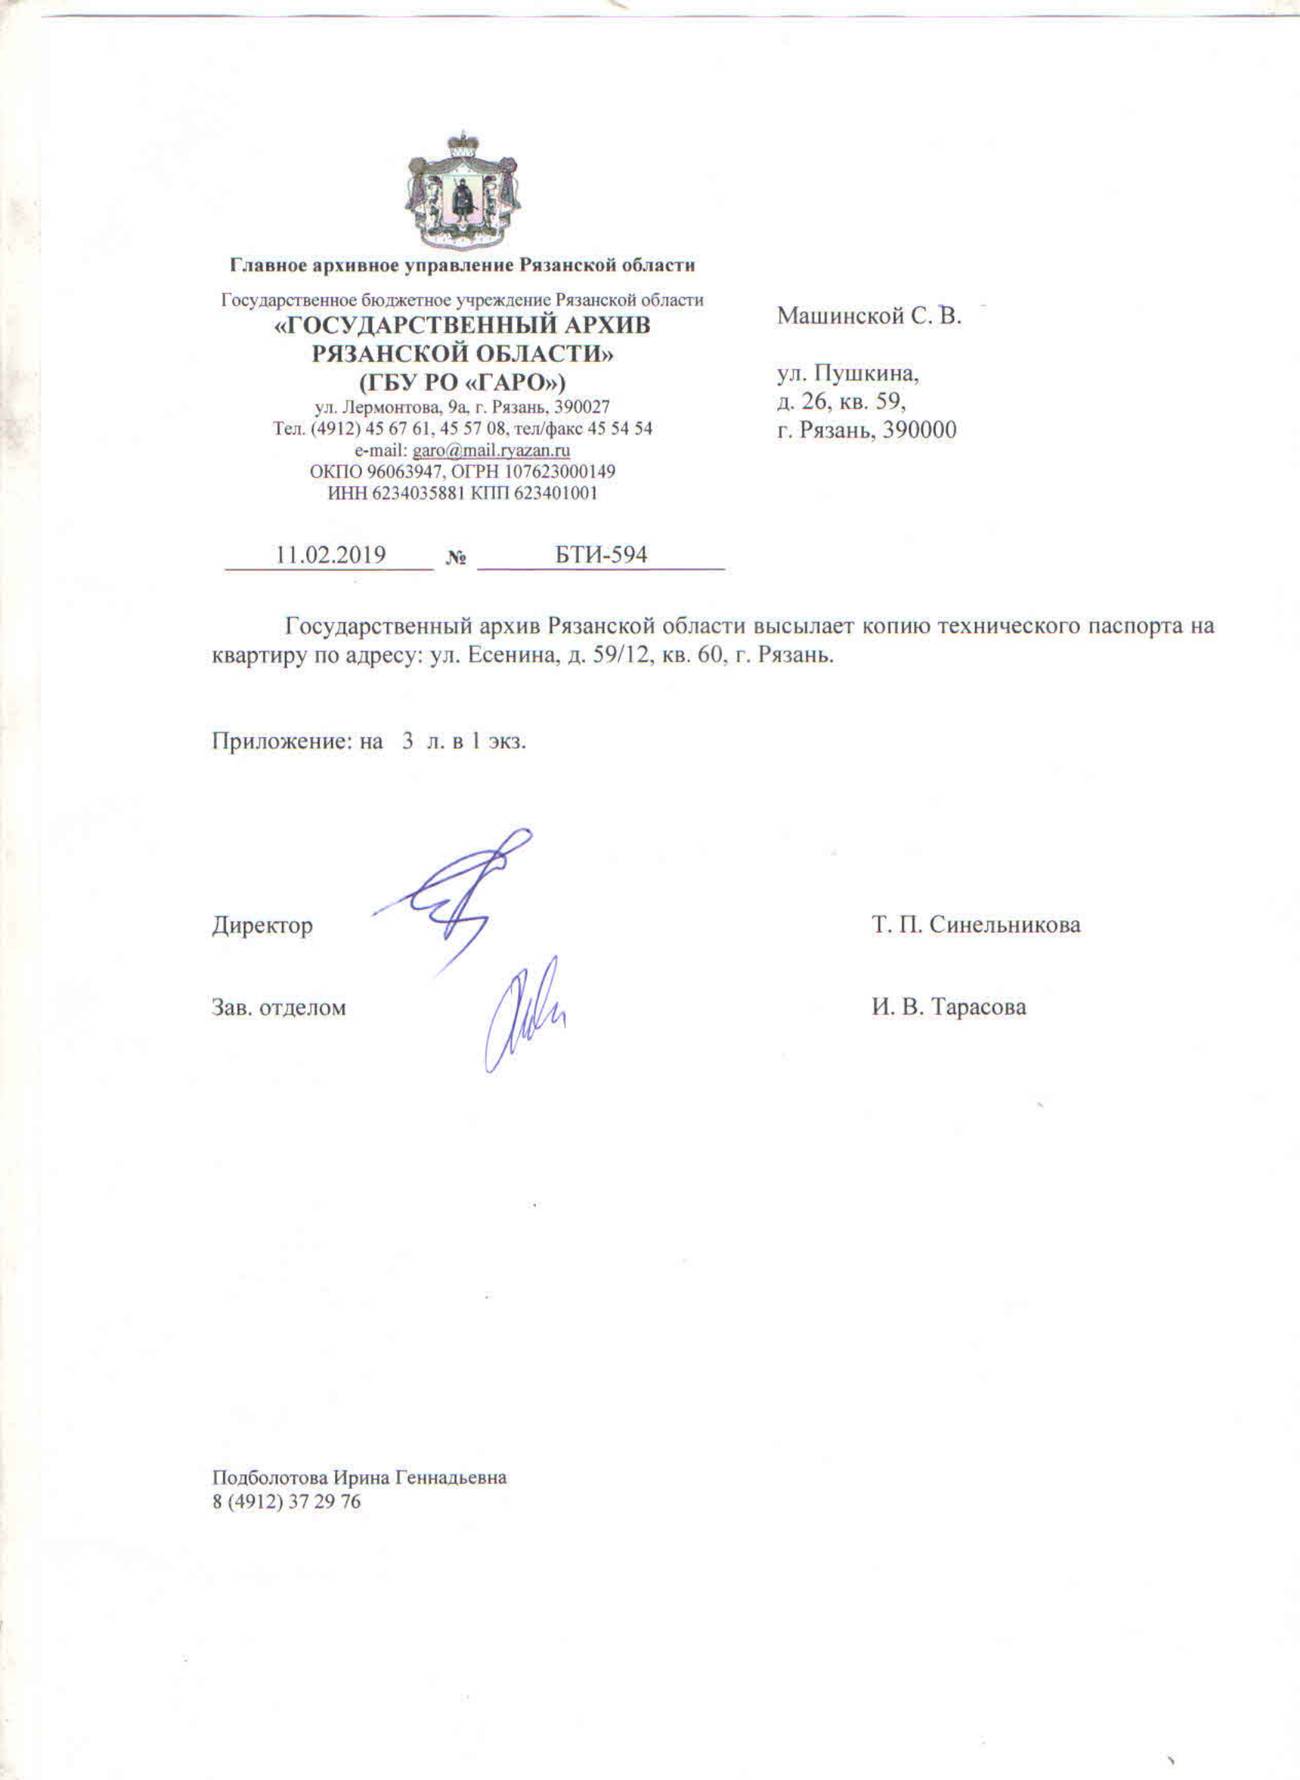 Главное архивное управление Рязанской области
Государственное бюджетное учреждение Рязанской области
«ГОСУДАРСТВЕННЫЙ АРХИВ
РЯЗАНСКОЙ ОБЛАСТИ»
(ГБУ РО «ГАРО»)
ул. Лермонтова, 9а, г. Рязань, 390027
Тел. (4912) 45 67 61, 45 57 08, тел/факс 45 54 54
e-mail: garo@mail.ryazan.ru
ОКПО 96063947, ОГРН 107623000149
ИНН 6234035881 КПП 623401001
11.02.2019 № БТИ-594
Машинской С. В.
ул. Пушкина,
д. 26, кв. 59,
г. Рязань, 390000
Государственный архив Рязанской области высылает копию технического паспорта на
квартиру по адресу: ул. Есенина, д. 59/12, кв. 60, г. Рязань.
Приложение: на 3 л. в 1 экз.
Директор Т. П. Синельникова
Зав. отделом И. В. Тарасова
Подболотова Ирина Геннадьевна
8 (4912) 37 29 76